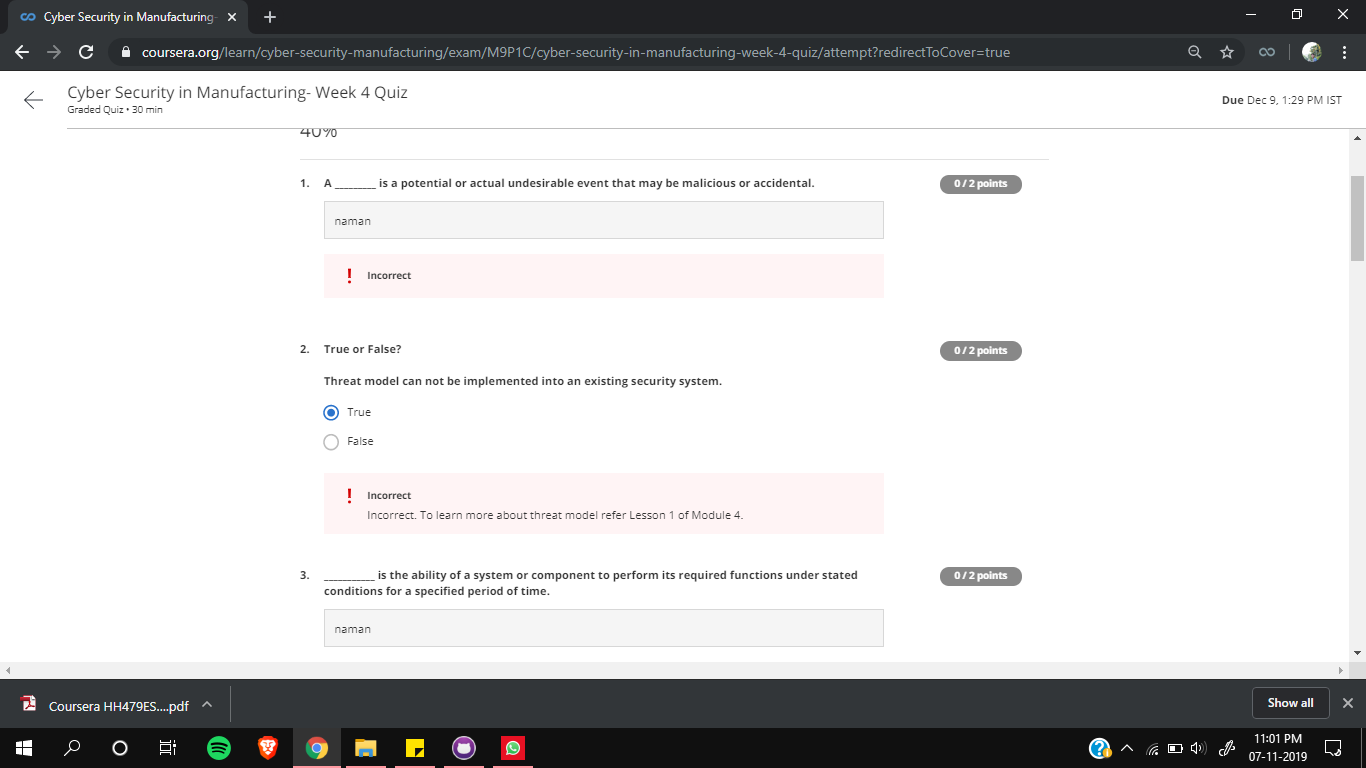 Cyber Security in Manufacturing-
coursera.org/learn/cyber-security-manufacturing/exam/M9P1C/cyber-security-in-manufacturing-week-4-quiz/attempt?redirectToCover=true
Cyber Security in Manufacturing- Week 4 Quiz
Graded Quiz • 30 min
Due Dec 9, 1:29 PM IST
40%
1. A ________ is a potential or actual undesirable event that may be malicious or accidental.
0 / 2 points
naman
! Incorrect
2. True or False?
0 / 2 points
Threat model can not be implemented into an existing security system.
True
False
! Incorrect
Incorrect. To learn more about threat model refer Lesson 1 of Module 4.
3. __________ is the ability of a system or component to perform its required functions under stated
conditions for a specified period of time.
0 / 2 points
naman
Coursera HH479ES....pdf
Show all
11:01 PM
07-11-2019